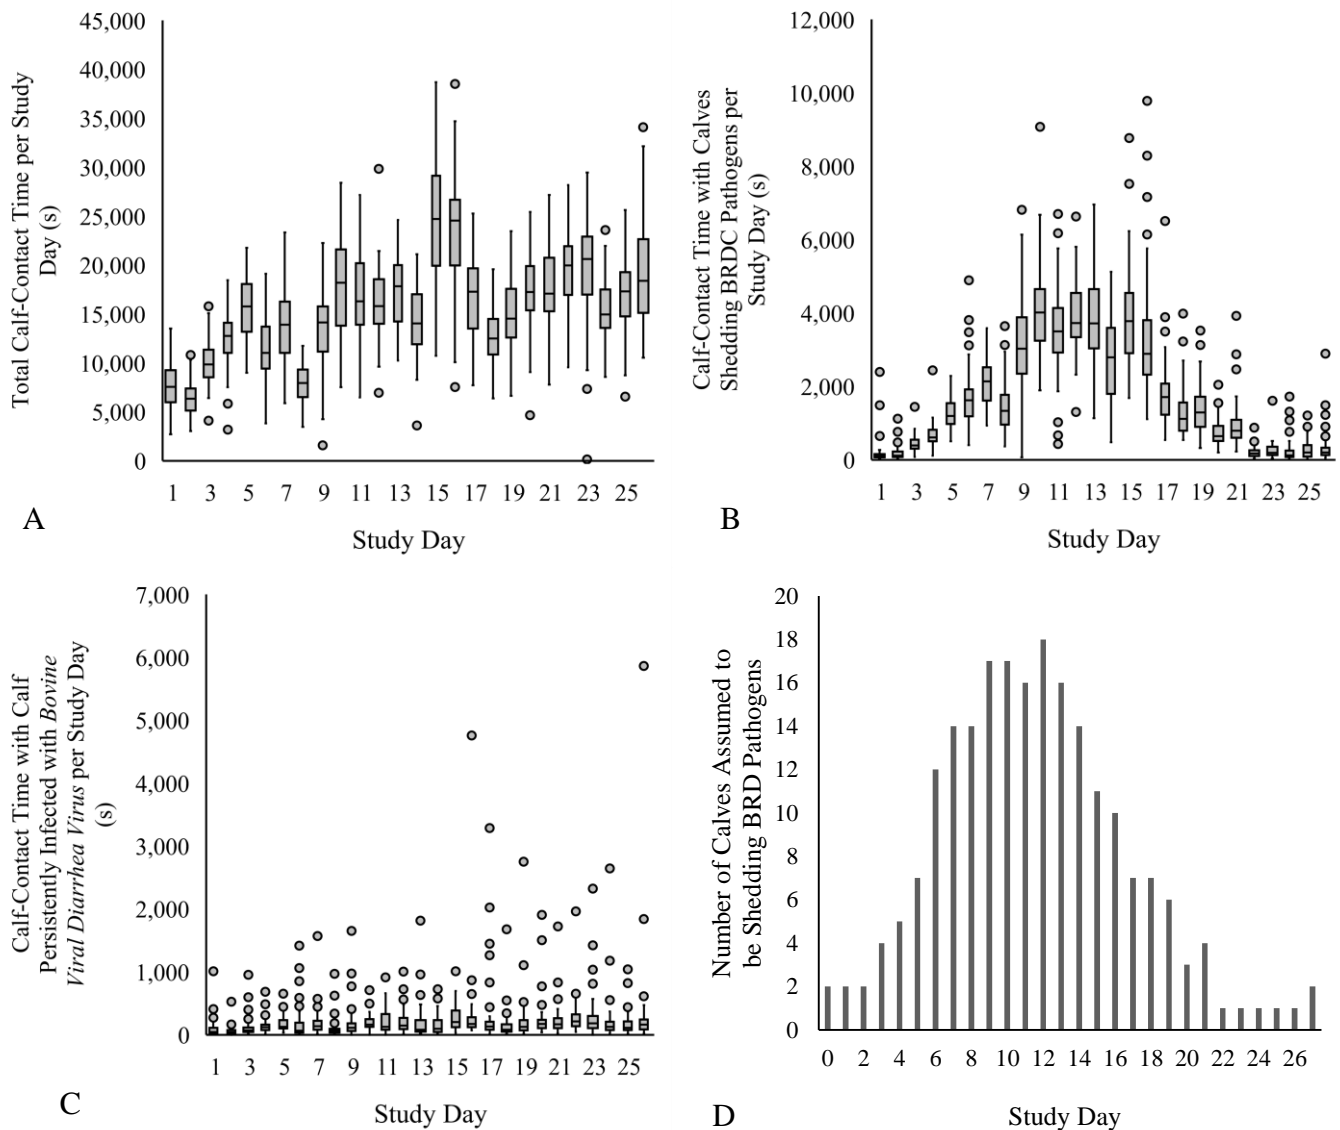 Total Calf-Contact Time per Study
Day (s)
45,000
40,000
35,000
30,000
25,000
20,000
15,000
10,000
5,000
0
1 3 5 7 9 11 13 15 17 19 21 23 25
Study Day
A
Calf-Contact Time with Calves
Shedding BRDC Pathogens per
Study Day (s)
12,000
10,000
8,000
6,000
4,000
2,000
0
1 3 5 7 9 11 13 15 17 19 21 23 25
Study Day
B
Calf-Contact Time with Calf
Persistently Infected with Bovine
Viral Diarrhea Virus per Study Day
(s)
7,000
6,000
5,000
4,000
3,000
2,000
1,000
0
1 3 5 7 9 11 13 15 17 19 21 23 25
Study Day
C
Number of Calves Assumed to
be Shedding BRD Pathogens
20
18
16
14
12
10
8
6
4
2
0
0 2 4 6 8 10 12 14 16 18 20 22 24 26
Study Day
D